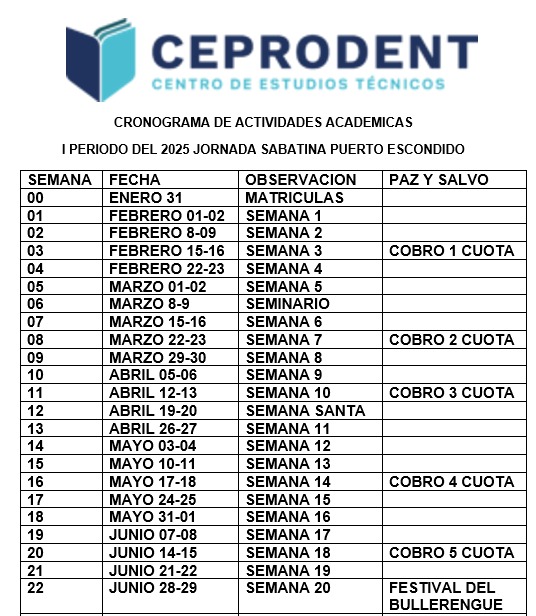 CEPRODENT
CENTRO DE ESTUDIOS TÉCNICOS
CRONOGRAMA DE ACTIVIDADES ACADEMICAS
I PERIODO DEL 2025 JORNADA SABATINA PUERTO ESCONDIDO
SEMANA FECHA OBSERVACION PAZ Y SALVO
00 ENERO 31 MATRICULAS
01 FEBRERO 01-02 SEMANA 1
02 FEBRERO 8-09 SEMANA 2
03 FEBRERO 15-16 SEMANA 3 COBRO 1 CUOTA
04 FEBRERO 22-23 SEMANA 4
05 MARZO 01-02 SEMANA 5
06 MARZO 8-9 SEMINARIO
07 MARZO 15-16 SEMANA 6
08 MARZO 22-23 SEMANA 7 COBRO 2 CUOTA
09 MARZO 29-30 SEMANA 8
10 ABRIL 05-06 SEMANA 9
11 ABRIL 12-13 SEMANA 10 COBRO 3 CUOTA
12 ABRIL 19-20 SEMANA SANTA
13 ABRIL 26-27 SEMANA 11
14 MAYO 03-04 SEMANA 12
15 MAYO 10-11 SEMANA 13
16 MAYO 17-18 SEMANA 14 COBRO 4 CUOTA
17 MAYO 24-25 SEMANA 15
18 MAYO 31-01 SEMANA 16
19 JUNIO 07-08 SEMANA 17
20 JUNIO 14-15 SEMANA 18 COBRO 5 CUOTA
21 JUNIO 21-22 SEMANA 19
22 JUNIO 28-29 SEMANA 20 FESTIVAL DEL
BULLERENGUE